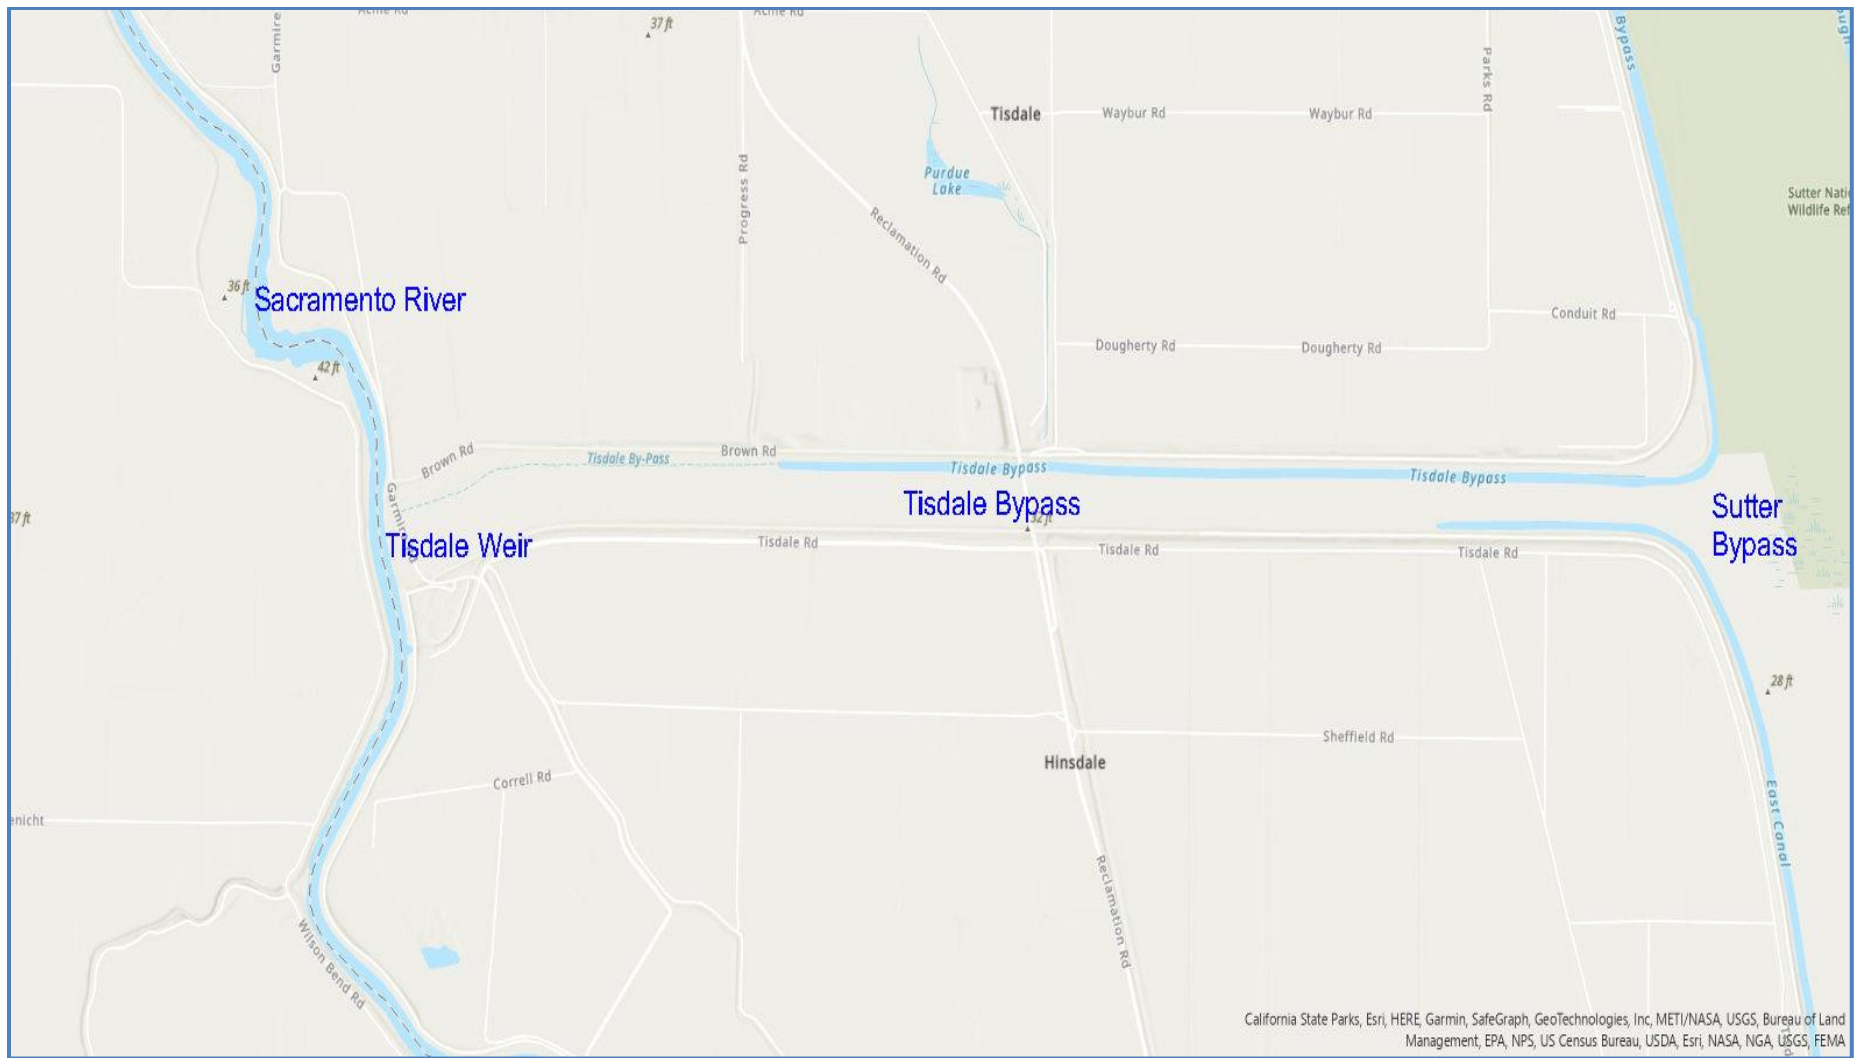 Acme Rd
Acme Rd
37 ft
Garmire
Bypass
Parks Rd
Tisdale
Waybur Rd
Waybur Rd
Progress Rd
Purdue
Lake
Sutter Nati
Wildlife Ref
Reclamation Rd
36 ft
Sacramento River
Conduit Rd
Dougherty Rd
Dougherty Rd
42 ft
Brown Rd
Tisdale By-Pass
Brown Rd
Tisdale Bypass
Tisdale Bypass
Garmire Rd
Tisdale Bypass
Sutter
Bypass
37 ft
32 ft
Tisdale Weir
Tisdale Rd
Tisdale Rd
Tisdale Rd
28 ft
Sheffield Rd
Hinsdale
Correll Rd
East Canal
enicht
Reclamation Rd
Wilson Bend Rd
California State Parks, Esri, HERE, Garmin, SafeGraph, GeoTechnologies, Inc, METI/NASA, USGS, Bureau of Land
Management, EPA, NPS, US Census Bureau, USDA, Esri, NASA, NGA, USGS, FEMA